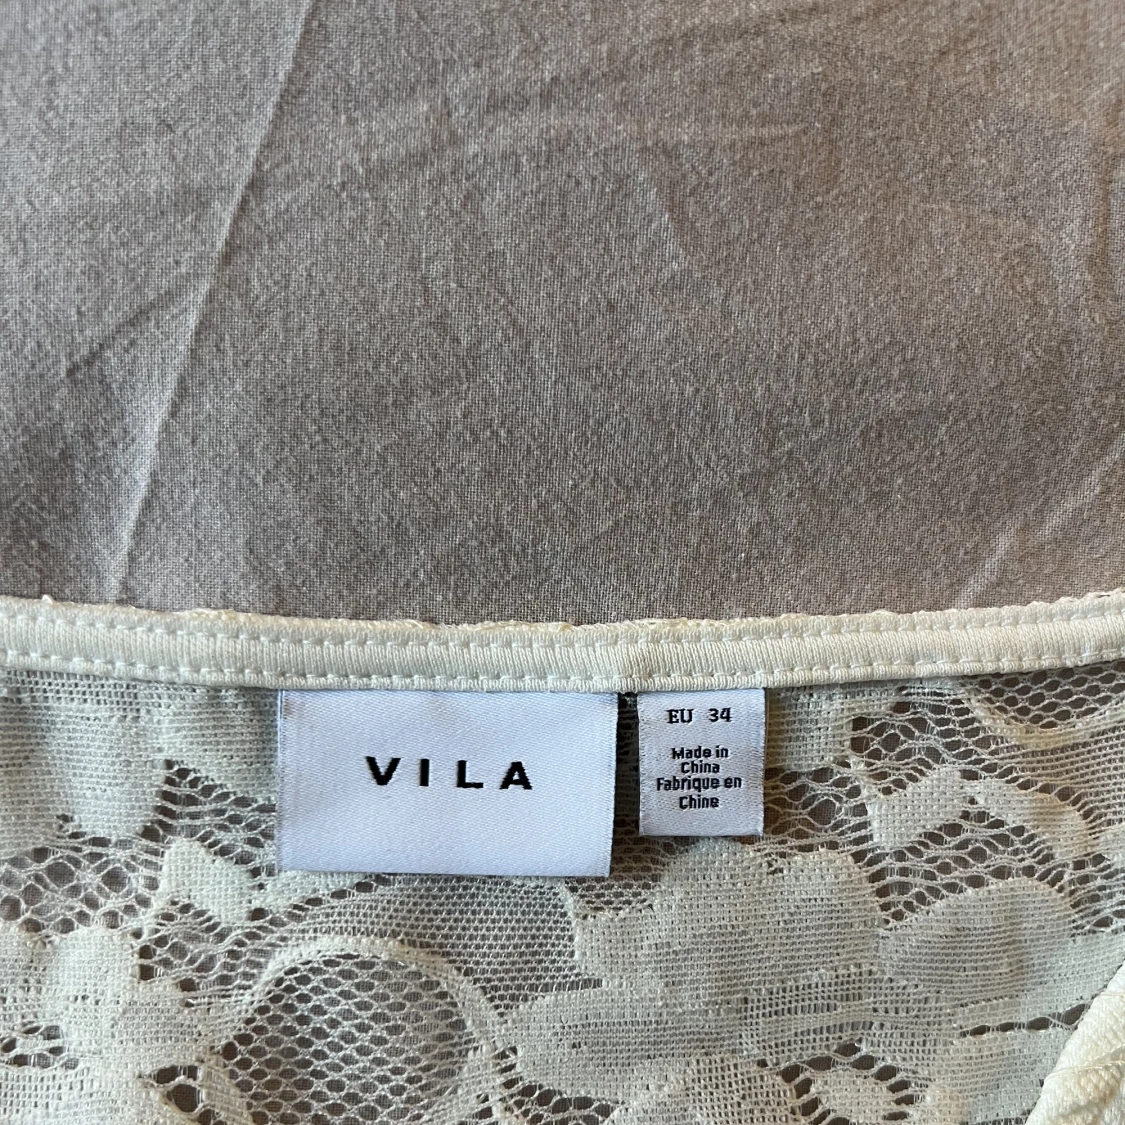 VILA
EU 34
Made in
China
Fabrique en
Chine